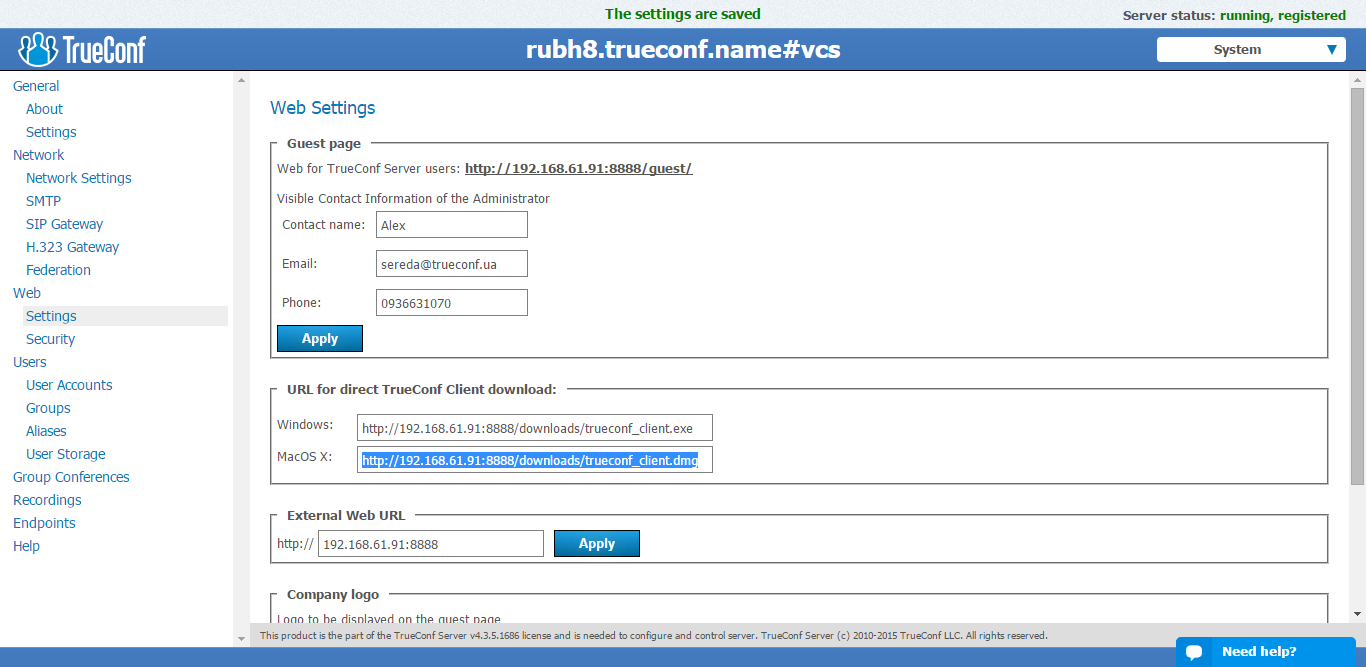 The settings are saved
Server status: running, registered
TrueConf
rubh8.trueconf.name#vcs
System
General
About
Settings
Network
Network Settings
SMTP
SIP Gateway
H.323 Gateway
Federation
Web
Settings
Security
Users
User Accounts
Groups
Aliases
User Storage
Group Conferences
Recordings
Endpoints
Help
Web Settings
Guest page
Web for TrueConf Server users: http://192.168.61.91:8888/guest/
Visible Contact Information of the Administrator
Contact name: Alex
Email: sereda@trueconf.ua
Phone: 0936631070
Apply
URL for direct TrueConf Client download:
Windows: http://192.168.61.91:8888/downloads/trueconf_client.exe
MacOS X: http://192.168.61.91:8888/downloads/trueconf_client.dmg
External Web URL
http:// 192.168.61.91:8888 Apply
Company logo
Logo to be displayed on the guest page
This product is the part of the TrueConf Server v4.3.5.1686 license and is needed to configure and control server. TrueConf Server (c) 2010-2015 TrueConf LLC. All rights reserved.
Need help?